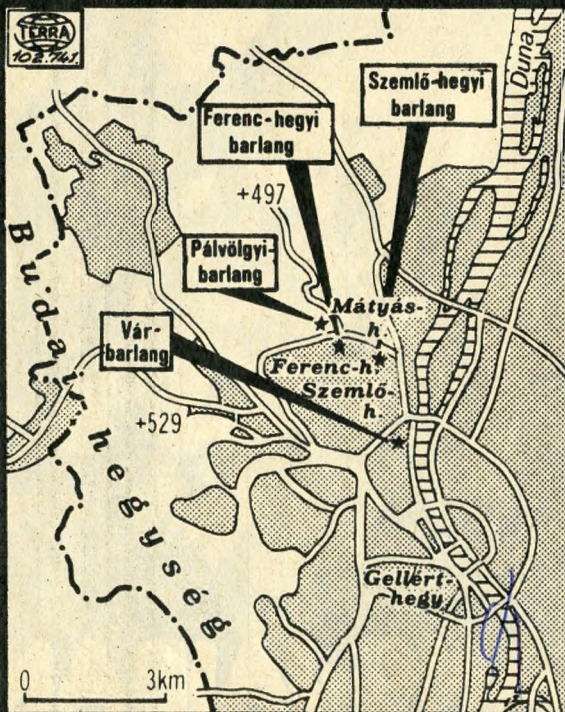 TERRA
102.741.
Duna
Szemlő-hegyi
barlang
Ferenc-hegyi
barlang
+497
Pálvölgyi-
barlang
Mátyás-
h.
Vár-
barlang
Ferenc-h.
Szemlő-
h.
+529
Budai
hegység
Gellért-
hegy
0 3km